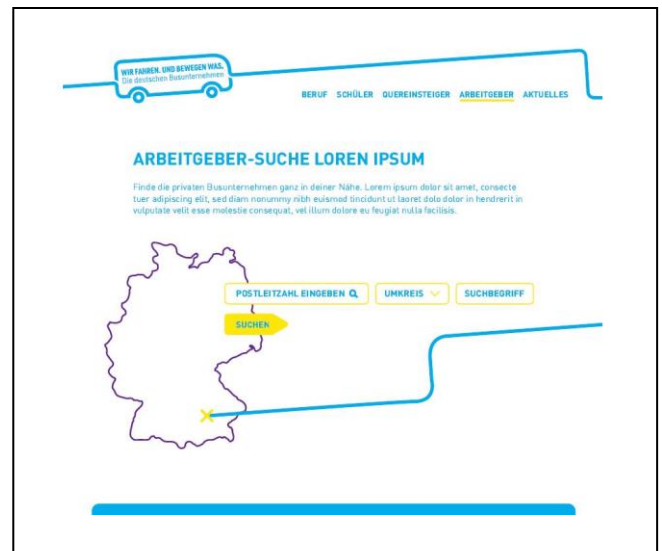 WIR FAHREN. UND BEWEGEN WAS.
Die deutschen Busunternehmen
BERUF SCHÜLER QUEREINSTEIGER ARBEITGEBER AKTUELLES
ARBEITGEBER-SUCHE LOREN IPSUM
Finde die privaten Busunternehmen ganz in deiner Nähe. Lorem ipsum dolor sit amet, consecte
tuer adipiscing elit, sed diam nonummy nibh euismod tincidunt ut laoret dolo dolor in hendrerit in
vulputate velit esse molestie consequat, vel illum dolore eu feugiat nulla facilisis.
POSTLEITZAHL EINGEBEN UMKREIS SUCHBEGRIFF
SUCHEN